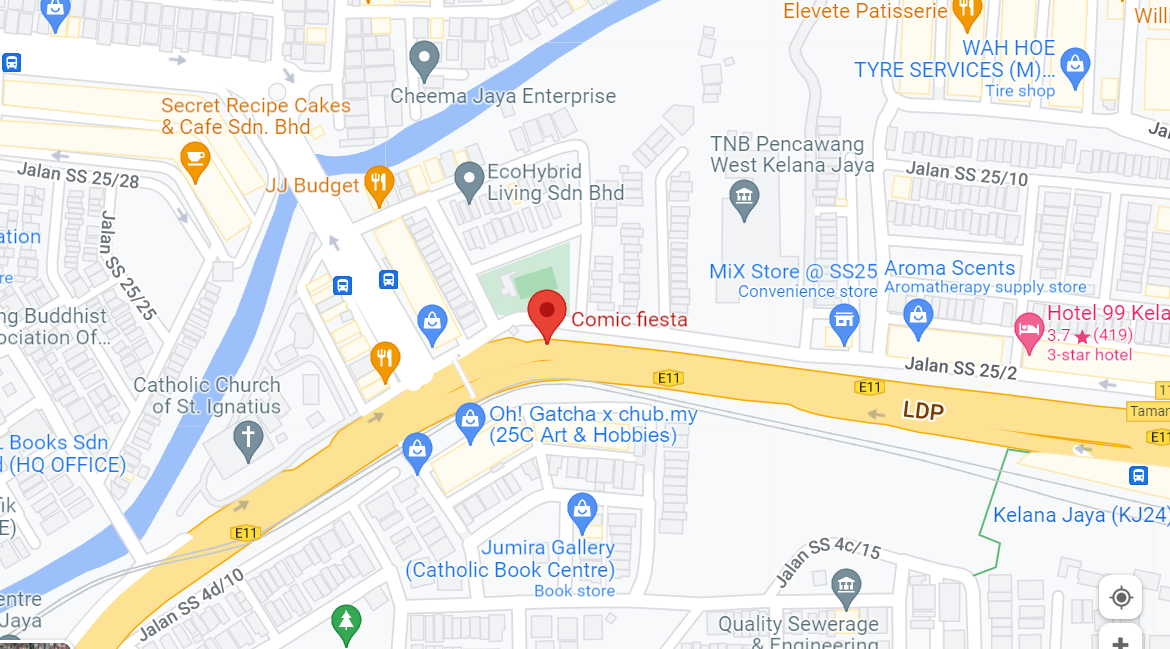 Elevete Patisserie
Willi
WAH HOE
TYRE SERVICES (M)...
Tire shop
Cheema Jaya Enterprise
Secret Recipe Cakes
& Cafe Sdn. Bhd
Jalan SS 25/28
JJ Budget
EcoHybrid
Living Sdn Bhd
TNB Pencawang
West Kelana Jaya
Jalan SS 25/10
Jala
Jalan SS 25/25
ation
re
MiX Store @ SS25
Convenience store
Aroma Scents
Aromatherapy supply store
ng Buddhist
ociation Of...
Comic fiesta
Hotel 99 Kela
3.7 ★ (419)
3-star hotel
Jalan SS 25/2
E11
E11
LDP
11
Taman
E11
Catholic Church
of St. Ignatius
Oh! Gatcha x chub.my
(25C Art & Hobbies)
L Books Sdn
d (HQ OFFICE)
ik
E)
E11
Kelana Jaya (KJ24)
Jumira Gallery
(Catholic Book Centre)
Book store
Jalan SS 4c/15
Jalan SS 4d/10
entre
Jaya
Quality Sewerage
& Engineering